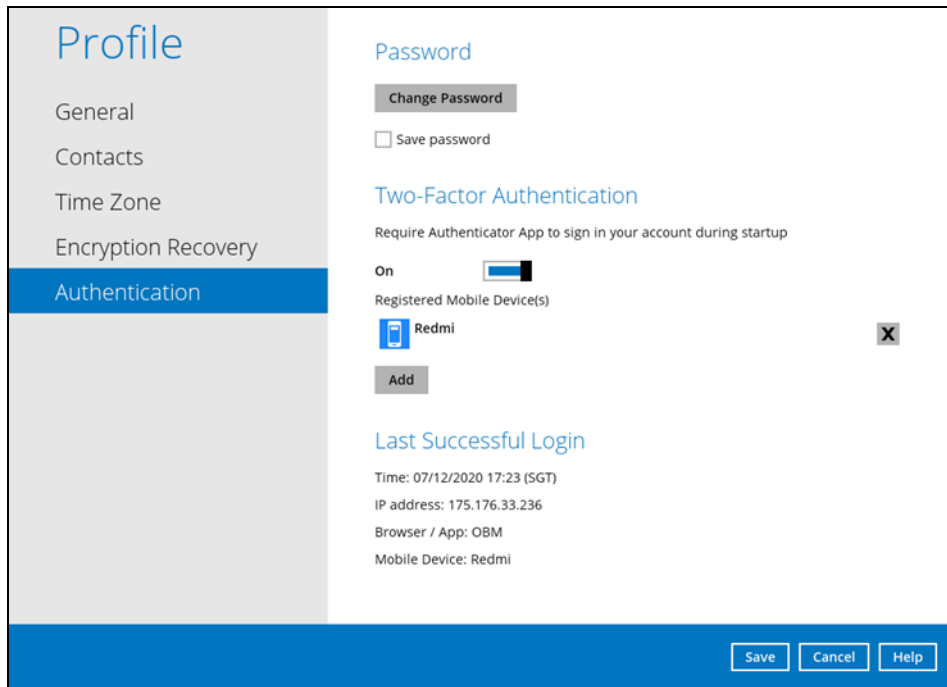 Profile
General
Contacts
Time Zone
Encryption Recovery
Authentication
Password
Change Password
Save password
Two-Factor Authentication
Require Authenticator App to sign in your account during startup
On
Registered Mobile Device(s)
Redmi
X
Add
Last Successful Login
Time: 07/12/2020 17:23 (SGT)
IP address: 175.176.33.236
Browser / App: OBM
Mobile Device: Redmi
Save
Cancel
Help